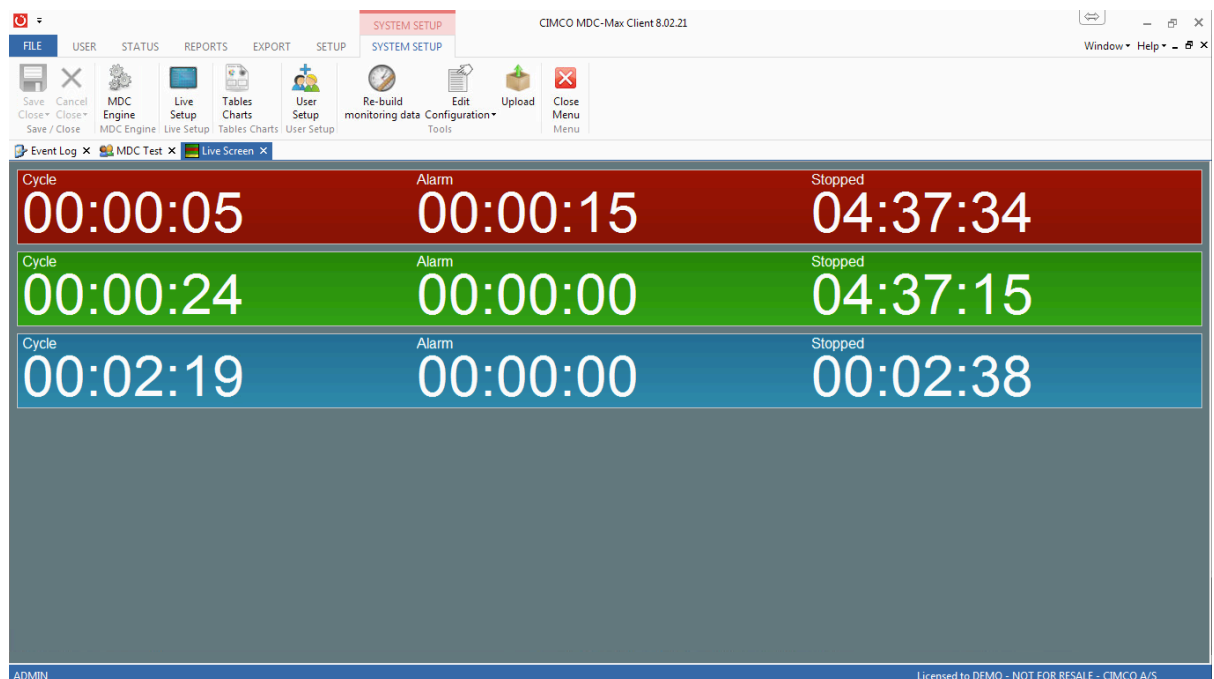 SYSTEM SETUP
CIMCO MDC-Max Client 8.02.21
FILE USER STATUS REPORTS EXPORT SETUP SYSTEM SETUP
Window Help
Save Cancel MDC Live Tables User Re-build Edit Upload Close
Close Close Engine Setup Charts Setup monitoring data Configuration Menu
Save / Close MDC Engine Live Setup Tables Charts User Setup Tools Menu
Event Log MDC Test Live Screen
Cycle Alarm Stopped
00:00:05 00:00:15 04:37:34
Cycle Alarm Stopped
00:00:24 00:00:00 04:37:15
Cycle Alarm Stopped
00:02:19 00:00:00 00:02:38
ADMIN Licensed to DEMO - NOT FOR RESALE - CIMCO A/S